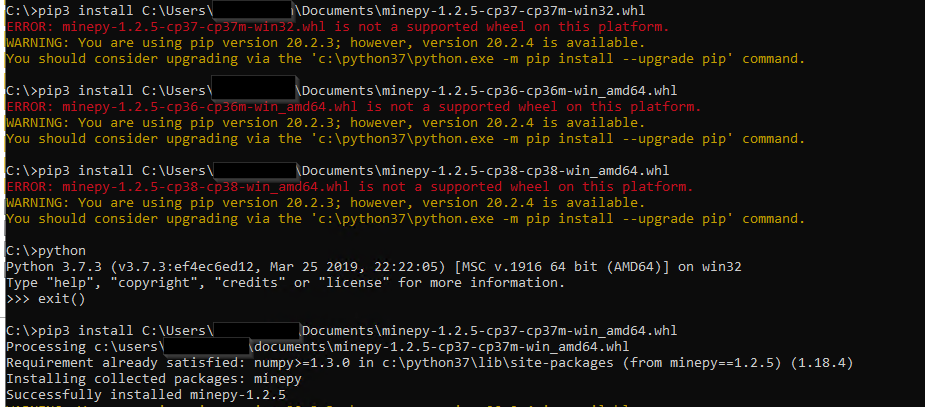 C:\>pip3 install C:\Users\ \Documents\minepy-1.2.5-cp37-cp37m-win32.whl
ERROR: minepy-1.2.5-cp37-cp37m-win32.whl is not a supported wheel on this platform.
WARNING: You are using pip version 20.2.3; however, version 20.2.4 is available.
You should consider upgrading via the 'c:\python37\python.exe -m pip install --upgrade pip' command.
C:\>pip3 install C:\Users\ \Documents\minepy-1.2.5-cp36-cp36m-win_amd64.whl
ERROR: minepy-1.2.5-cp36-cp36m-win_amd64.whl is not a supported wheel on this platform.
WARNING: You are using pip version 20.2.3; however, version 20.2.4 is available.
You should consider upgrading via the 'c:\python37\python.exe -m pip install --upgrade pip' command.
C:\>pip3 install C:\Users\ \Documents\minepy-1.2.5-cp38-cp38-win_amd64.whl
ERROR: minepy-1.2.5-cp38-cp38-win_amd64.whl is not a supported wheel on this platform.
WARNING: You are using pip version 20.2.3; however, version 20.2.4 is available.
You should consider upgrading via the 'c:\python37\python.exe -m pip install --upgrade pip' command.
C:\>python
Python 3.7.3 (v3.7.3:ef4ec6ed12, Mar 25 2019, 22:22:05) [MSC v.1916 64 bit (AMD64)] on win32
Type "help", "copyright", "credits" or "license" for more information.
>>> exit()
C:\>pip3 install C:\Users\ Documents\minepy-1.2.5-cp37-cp37m-win_amd64.whl
Processing c:\users\ \documents\minepy-1.2.5-cp37-cp37m-win_amd64.whl
Requirement already satisfied: numpy>=1.3.0 in c:\python37\lib\site-packages (from minepy==1.2.5) (1.18.4)
Installing collected packages: minepy
Successfully installed minepy-1.2.5